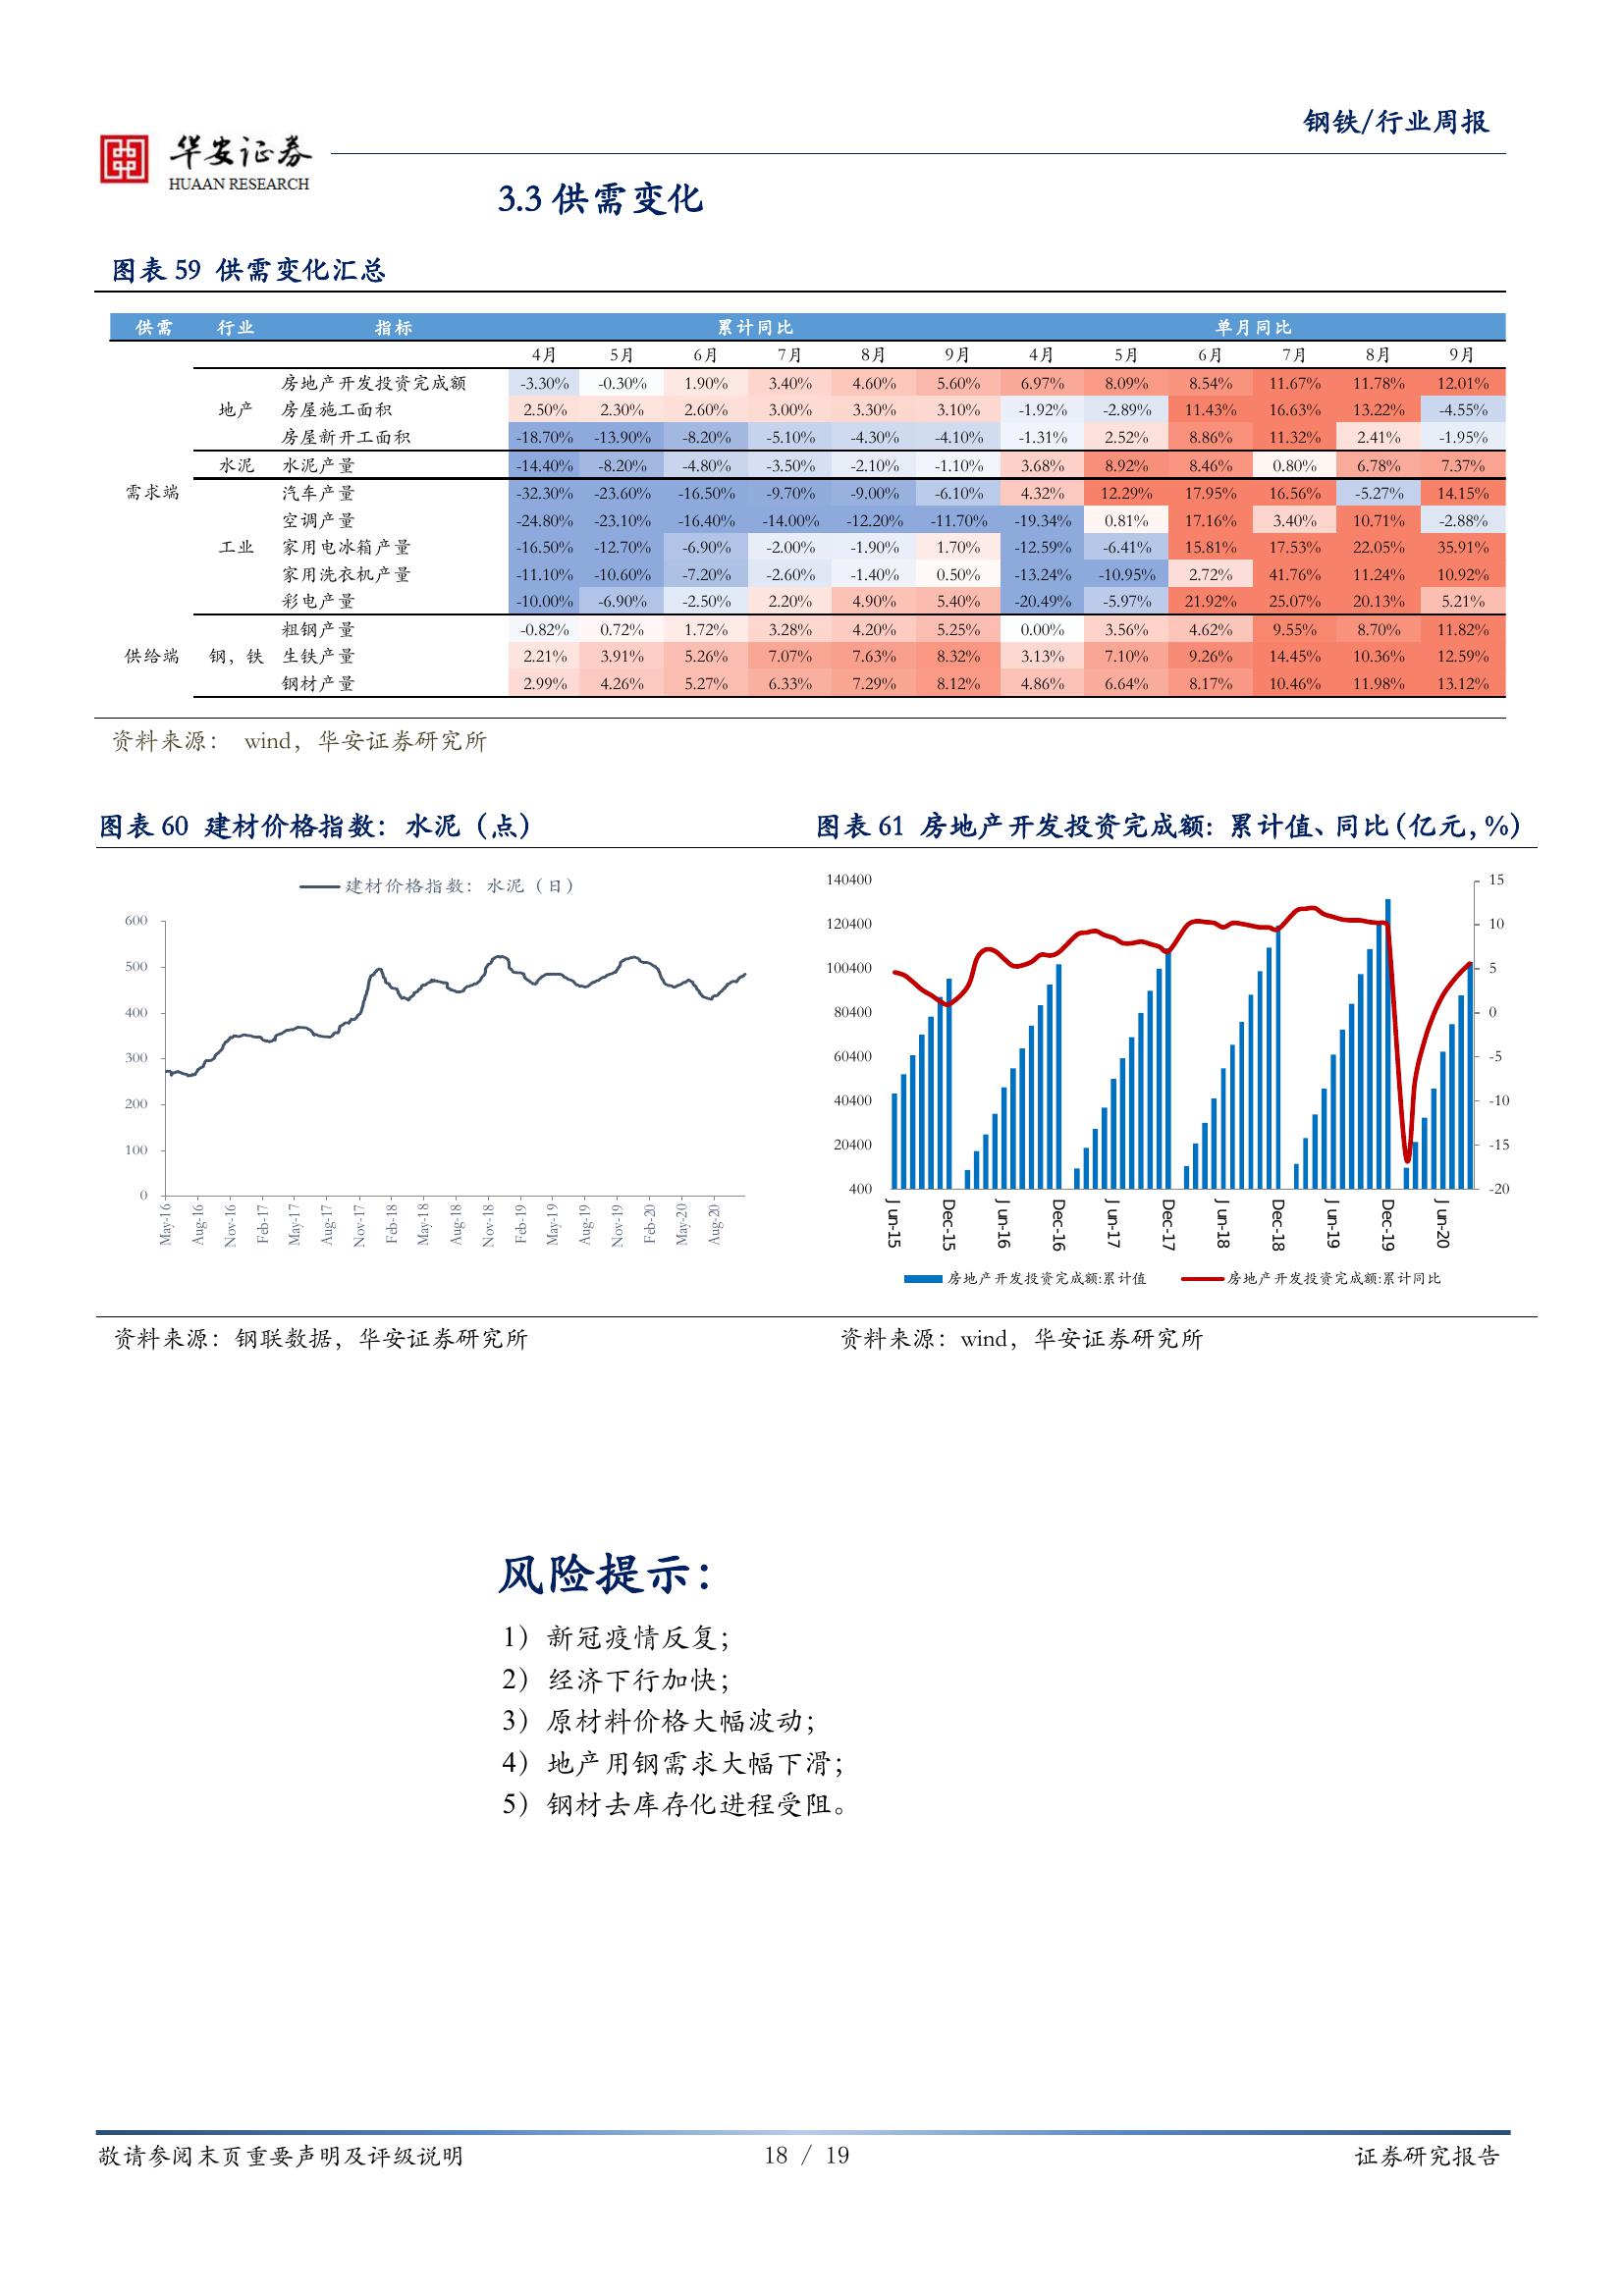 钢铁/行业周报
华安证券
HUAAN RESEARCH
3.3 供需变化
图表 59 供需变化汇总
供需 行业 指标 累计同比 单月同比
4月 5月 6月 7月 8月 9月 4月 5月 6月 7月 8月 9月
房地产开发投资完成额 -3.30% -0.30% 1.90% 3.40% 4.60% 5.60% 6.97% 8.09% 8.54% 11.67% 11.78% 12.01%
地产 房屋施工面积 2.50% 2.30% 2.60% 3.00% 3.30% 3.10% -1.92% -2.89% 11.43% 16.63% 13.22% -4.55%
房屋新开工面积 -18.70% -13.90% -8.20% -5.10% -4.30% -4.10% -1.31% 2.52% 8.86% 11.32% 2.41% -1.95%
水泥 水泥产量 -14.40% -8.20% -4.80% -3.50% -2.10% -1.10% 3.68% 8.92% 8.46% 0.80% 6.78% 7.37%
需求端 汽车产量 -32.30% -23.60% -16.50% -9.70% -9.00% -6.10% 4.32% 12.29% 17.95% 16.56% -5.27% 14.15%
空调产量 -24.80% -23.10% -16.40% -14.00% -12.20% -11.70% -19.34% 0.81% 17.16% 3.40% 10.71% -2.88%
工业 家用电冰箱产量 -16.50% -12.70% -6.90% -2.00% -1.90% 1.70% -12.59% -6.41% 15.81% 17.53% 22.05% 35.91%
家用洗衣机产量 -11.10% -10.60% -7.20% -2.60% -1.40% 0.50% -13.24% -10.95% 2.72% 41.76% 11.24% 10.92%
彩电产量 -10.00% -6.90% -2.50% 2.20% 4.90% 5.40% -20.49% -5.97% 21.92% 25.07% 20.13% 5.21%
粗钢产量 -0.82% 0.72% 1.72% 3.28% 4.20% 5.25% 0.00% 3.56% 4.62% 9.55% 8.70% 11.82%
供给端 钢，铁 生铁产量 2.21% 3.91% 5.26% 7.07% 7.63% 8.32% 3.13% 7.10% 9.26% 14.45% 10.36% 12.59%
钢材产量 2.99% 4.26% 5.27% 6.33% 7.29% 8.12% 4.86% 6.64% 8.17% 10.46% 11.98% 13.12%
资料来源： wind，华安证券研究所
图表 60 建材价格指数：水泥（点）
建材价格指数：水泥（日）
600
500
400
300
200
100
0
May-16 Aug-16 Nov-16 Feb-17 May-17 Aug-17 Nov-17 Feb-18 May-18 Aug-18 Nov-18 Feb-19 May-19 Aug-19 Nov-19 Feb-20 May-20 Aug-20
资料来源：钢联数据，华安证券研究所
图表 61 房地产开发投资完成额：累计值、同比（亿元，%）
140400 15
120400 10
100400 5
80400 0
60400 -5
40400 -10
20400 -15
400 -20
Jun-15 Dec-15 Jun-16 Dec-16 Jun-17 Dec-17 Jun-18 Dec-18 Jun-19 Dec-19 Jun-20
房地产开发投资完成额:累计值 房地产开发投资完成额:累计同比
资料来源：wind，华安证券研究所
风险提示：
1）新冠疫情反复；
2）经济下行加快；
3）原材料价格大幅波动；
4）地产用钢需求大幅下滑；
5）钢材去库存化进程受阻。
敬请参阅末页重要声明及评级说明 18 / 19 证券研究报告